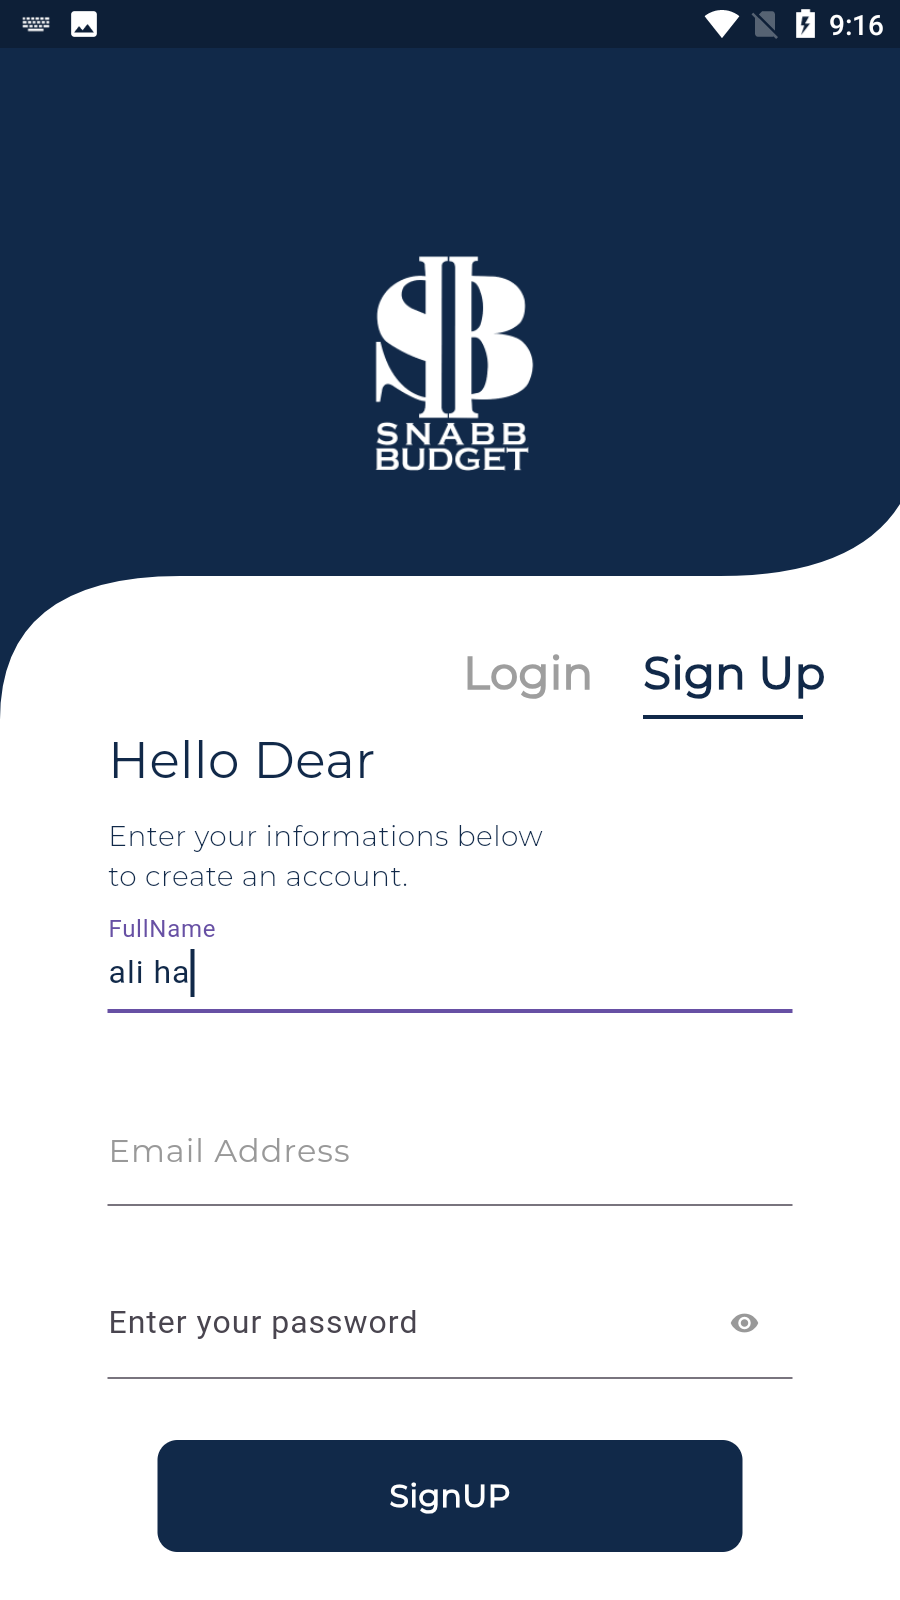 9:16
SNABB
BUDGET
Login Sign Up
Hello Dear
Enter your informations below
to create an account.
FullName
ali ha
Email Address
Enter your password
SignUP